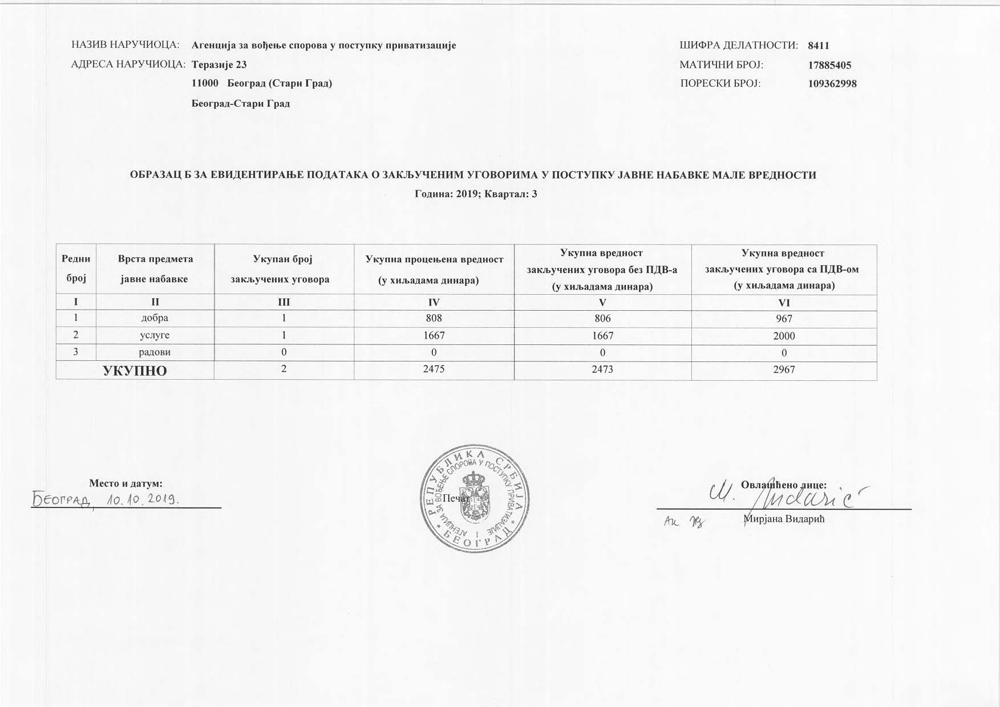 НАЗИВ НАРУЧИОЦА: Агенција за вођење спорова у поступку приватизације
АДРЕСА НАРУЧИОЦА: Теразије 23
11000 Београд (Стари Град)
Београд-Стари Град
ШИФРА ДЕЛАТНОСТИ: 8411
МАТИЧНИ БРОЈ: 17885405
ПОРЕСКИ БРОЈ: 109362998
ОБРАЗАЦ Б ЗА ЕВИДЕНТИРАЊЕ ПОДАТАКА О ЗАКЉУЧЕНИМ УГОВОРИМА У ПОСТУПКУ ЈАВНЕ НАБАВКЕ МАЛЕ ВРЕДНОСТИ
Година: 2019; Квартал: 3
Редни
број
Врста предмета
јавне набавке
Укупан број
закључених уговора
Укупна процењена вредност
(у хиљадама динара)
Укупна вредност
закључених уговора без ПДВ-а
(у хиљадама динара)
Укупна вредност
закључених уговора са ПДВ-ом
(у хиљадама динара)
I II III IV V VI
1 добра 1 808 806 967
2 услуге 1 1667 1667 2000
3 радови 0 0 0 0
УКУПНО 2 2475 2473 2967
Место и датум:
Београд, 10.10.2019.
РЕПУБЛИКА СРБИЈА
АГЕНЦИЈА ЗА ВОЂЕЊЕ СПОРОВА У ПОСТУПКУ ПРИВАТИЗАЦИЈЕ
Печат
I
* БЕОГРАД *
Овлашћено лице:
M. Vidarić
Мирјана Видарић